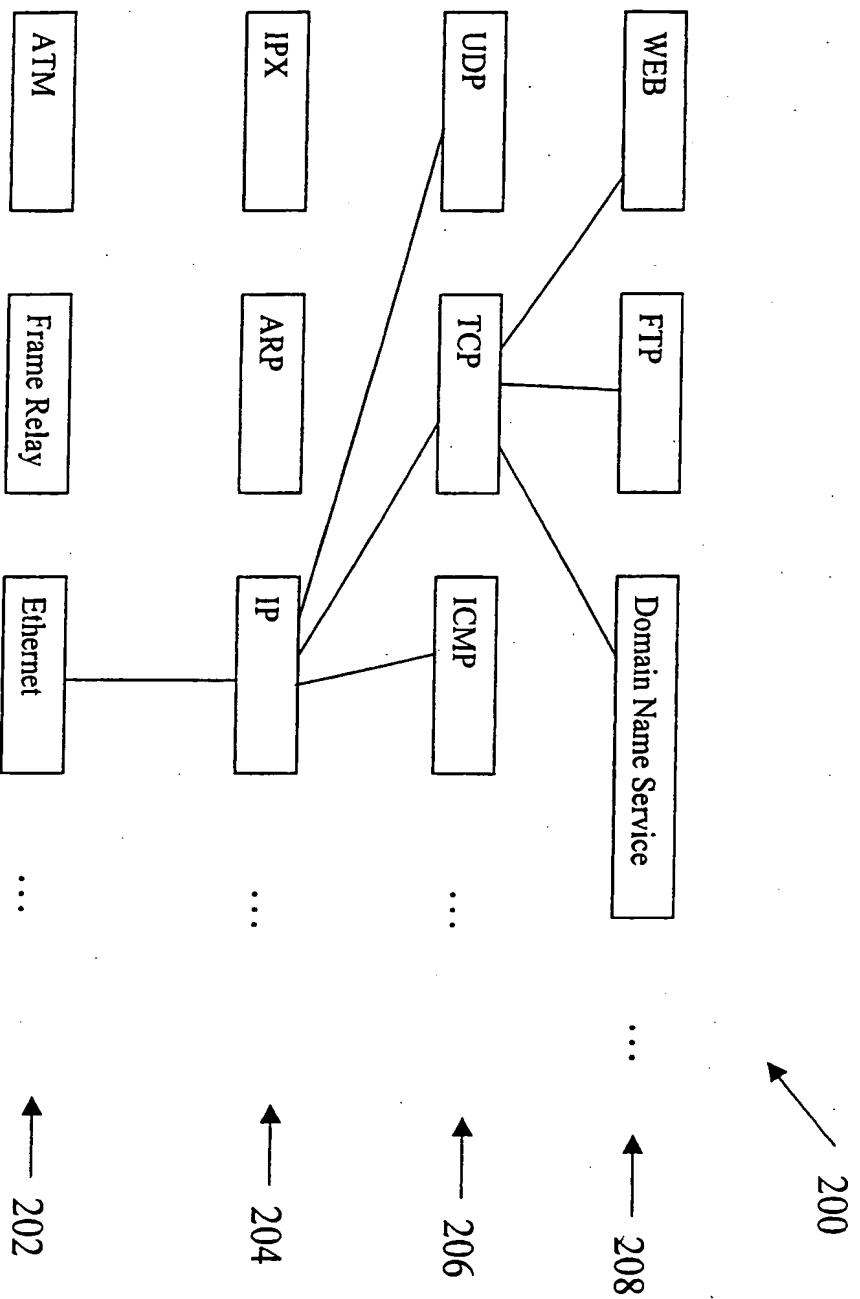 200
WEB
FTP
Domain Name Service
...
208
UDP
TCP
ICMP
...
206
IPX
ARP
IP
...
204
ATM
Frame Relay
Ethernet
...
202